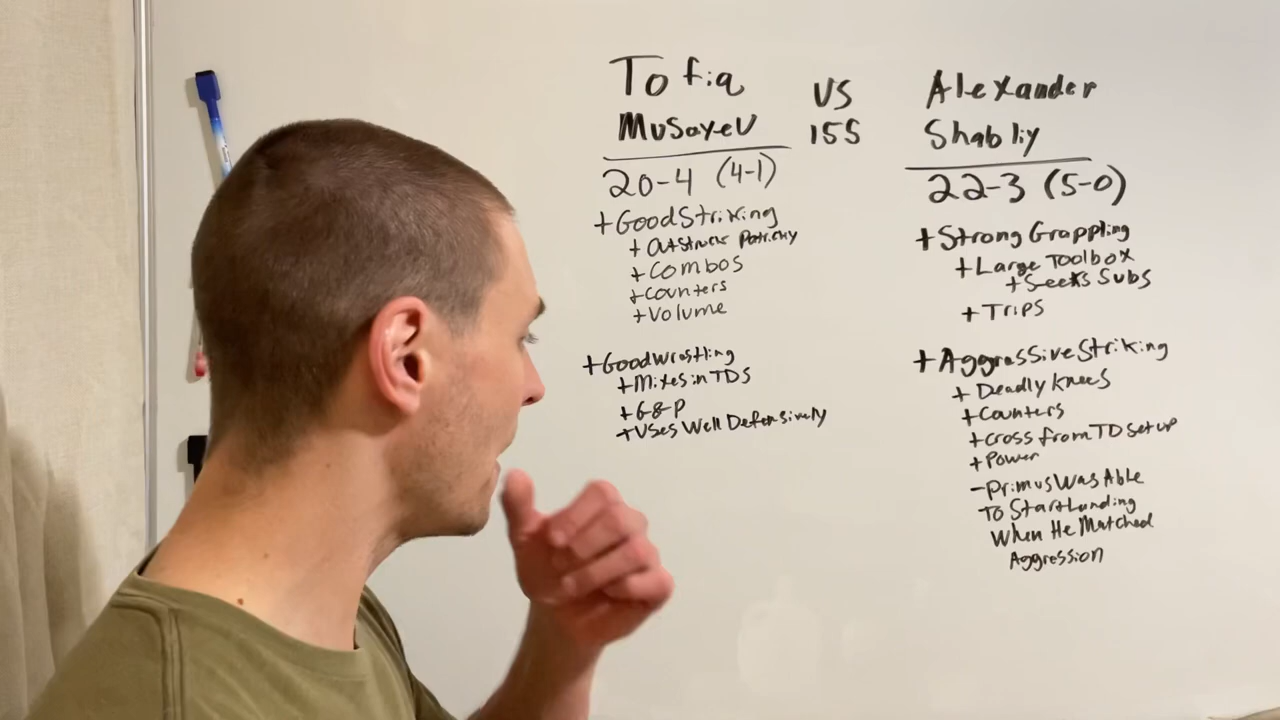 Tofiq
Musayev
20-4 (4-1)
+Good Striking
+Outstruck Patricky
+Combos
+Counters
+Volume
+Good Wrestling
+Mixes in TDS
+G&P
+Uses Well Defensively
VS
155
Alexander
Shabliy
22-3 (5-0)
+Strong Grappling
+Large Toolbox
+Seeks Subs
+Trips
+Aggressive Striking
+Deadly Knees
+Counters
+Cross from TD setup
+Power
-Primus Was Able
To Start Landing
When He Matched
Aggression